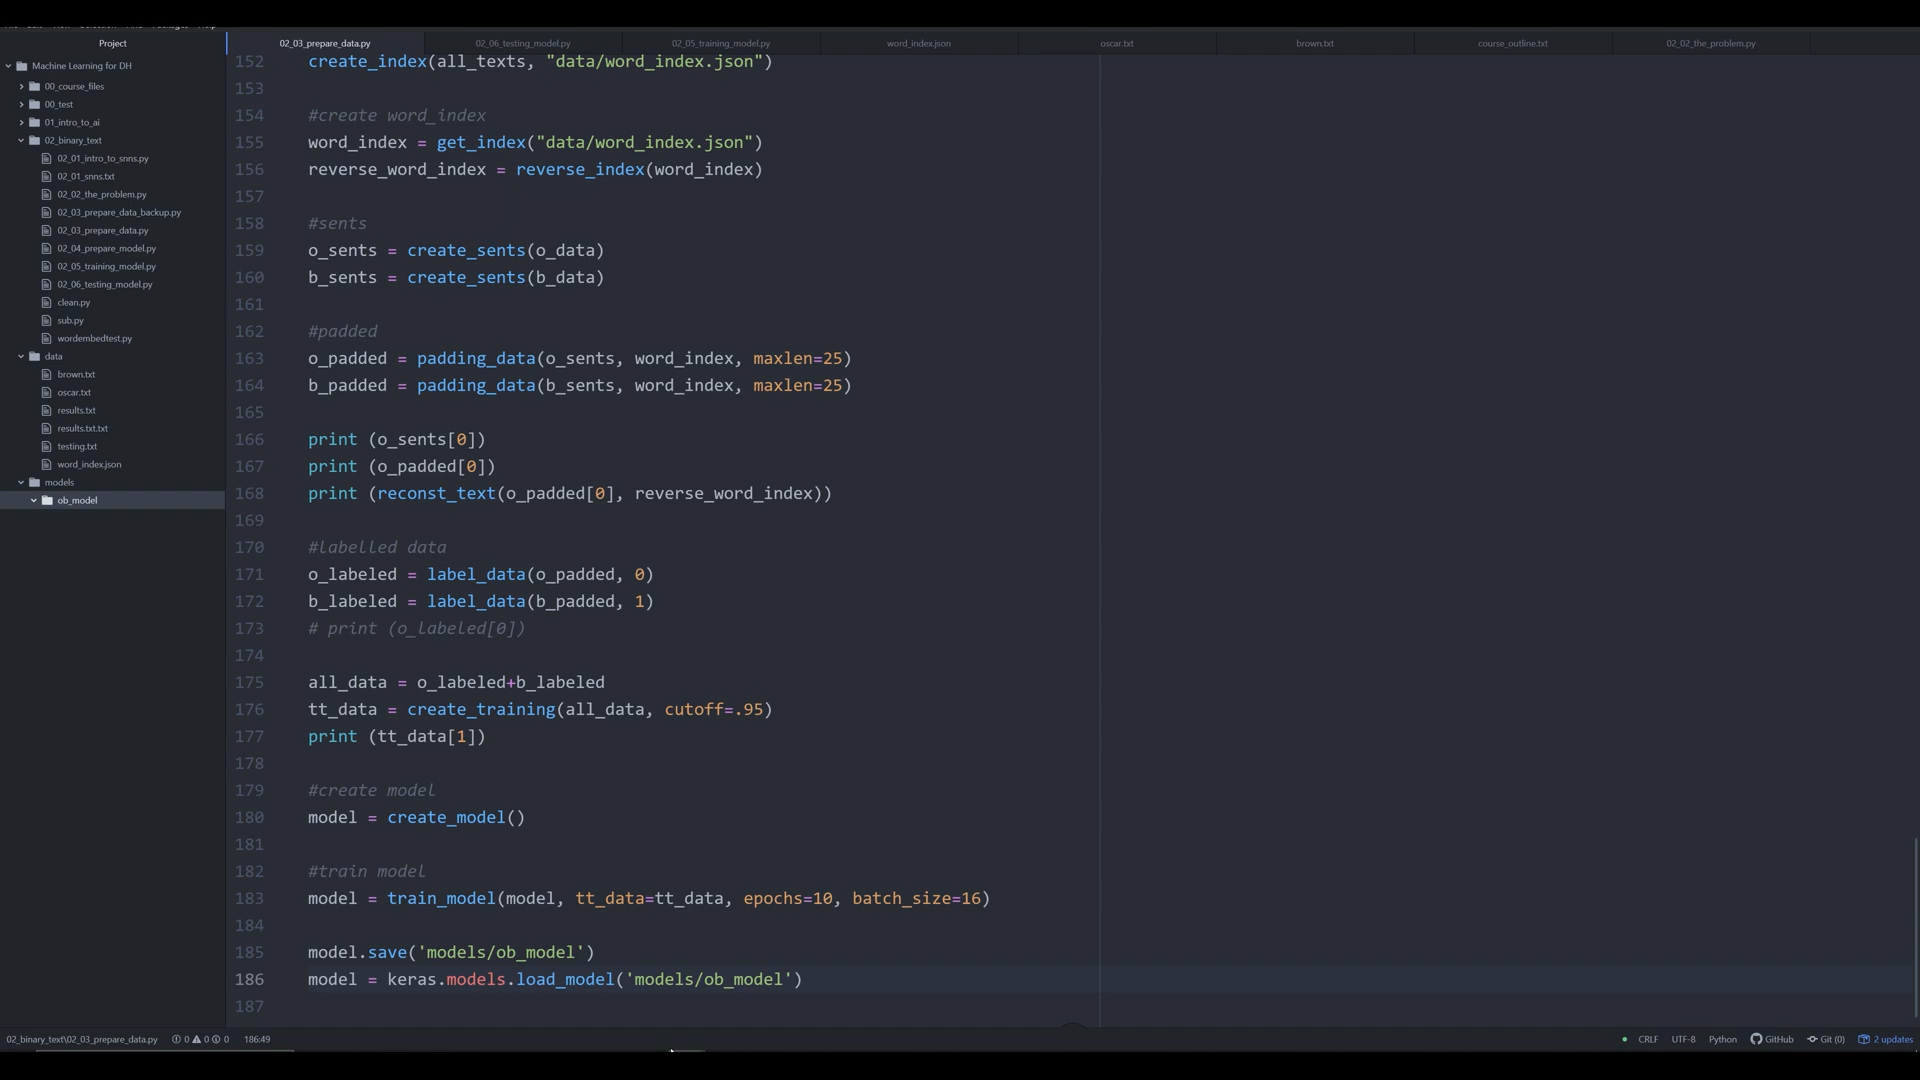 Project
Machine Learning for DH
00_course_files
00_test
01_intro_to_ai
02_binary_text
02_01_intro_to_snns.py
02_01_snns.txt
02_02_the_problem.py
02_03_prepare_data_backup.py
02_03_prepare_data.py
02_04_prepare_model.py
02_05_training_model.py
02_06_testing_model.py
clean.py
sub.py
wordembedtest.py
data
brown.txt
oscar.txt
results.txt
results.txt.txt
testing.txt
word_index.json
models
ob_model
02_03_prepare_data.py 02_06_testing_model.py 02_05_training_model.py word_index.json oscar.txt brown.txt course_outline.txt 02_02_the_problem.py
152 create_index(all_texts, "data/word_index.json")
153
154 #create word_index
155 word_index = get_index("data/word_index.json")
156 reverse_word_index = reverse_index(word_index)
157
158 #sents
159 o_sents = create_sents(o_data)
160 b_sents = create_sents(b_data)
161
162 #padded
163 o_padded = padding_data(o_sents, word_index, maxlen=25)
164 b_padded = padding_data(b_sents, word_index, maxlen=25)
165
166 print (o_sents[0])
167 print (o_padded[0])
168 print (reconst_text(o_padded[0], reverse_word_index))
169
170 #labelled data
171 o_labeled = label_data(o_padded, 0)
172 b_labeled = label_data(b_padded, 1)
173 # print (o_labeled[0])
174
175 all_data = o_labeled+b_labeled
176 tt_data = create_training(all_data, cutoff=.95)
177 print (tt_data[1])
178
179 #create model
180 model = create_model()
181
182 #train model
183 model = train_model(model, tt_data=tt_data, epochs=10, batch_size=16)
184
185 model.save('models/ob_model')
186 model = keras.models.load_model('models/ob_model')
187
02_binary_text\02_03_prepare_data.py 0 0 0 186:49 CRLF UTF-8 Python GitHub Git (0) 2 updates